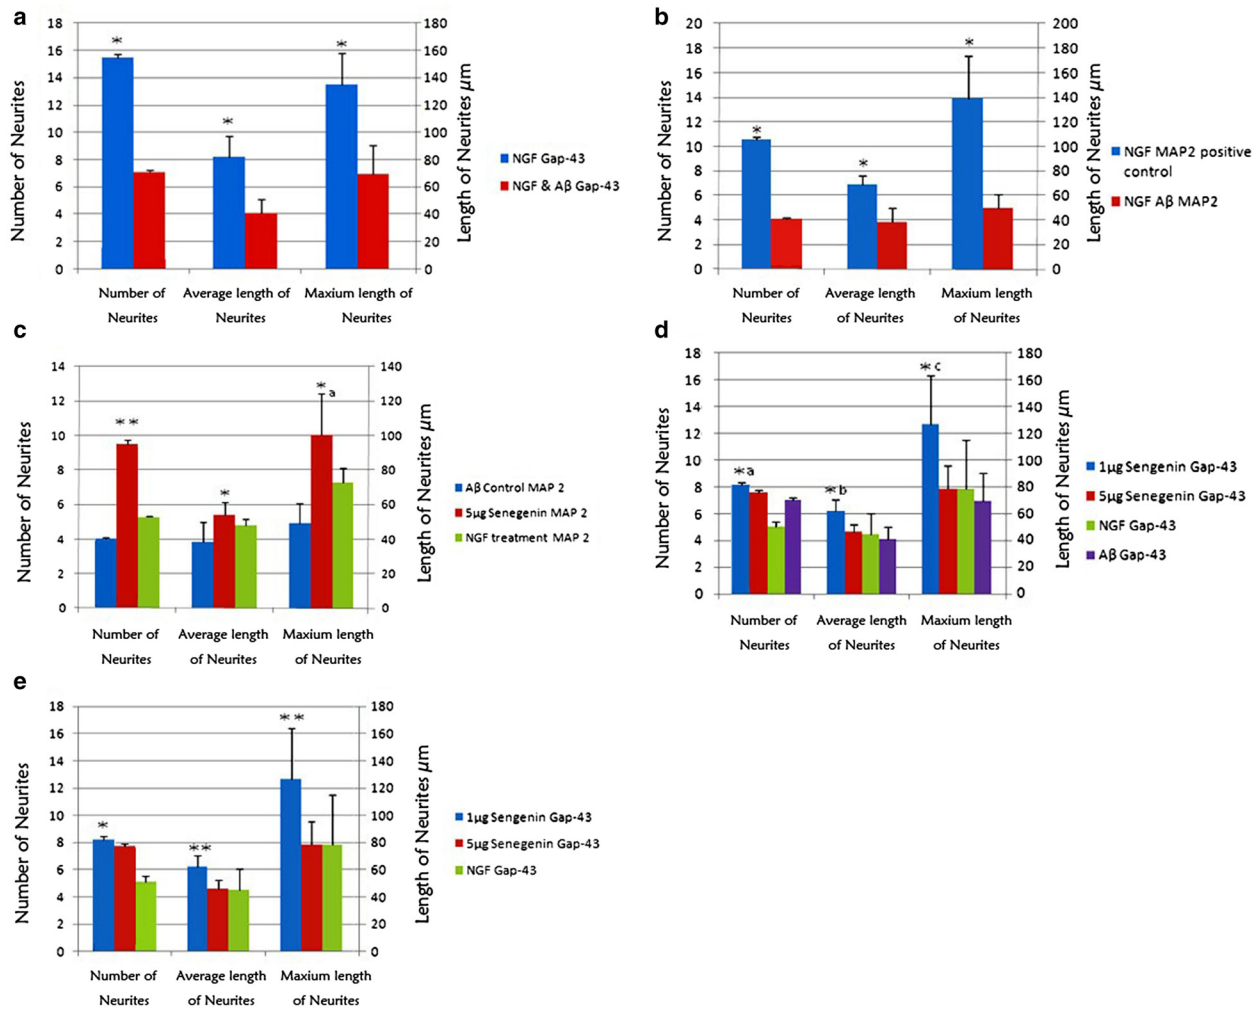 a
18
16
14
12
10
8
6
4
2
0
Number of Neurites
180
160
140
120
100
80
60
40
20
0
Length of Neurites µm
*
*
*
Number of
Neurites
Average length of
Neurites
Maxium length of
Neurites
NGF Gap-43
NGF & Aβ Gap-43
b
20
18
16
14
12
10
8
6
4
2
0
Number of Neurites
200
180
160
140
120
100
80
60
40
20
0
Length of Neurites µm
*
*
*
Number of
Neurites
Average length
of Neurites
Maxium length
of Neurites
NGF MAP2 positive
control
NGF Aβ MAP2
c
14
12
10
8
6
4
2
0
Number of Neurites
140
120
100
80
60
40
20
0
Length of Neurites µm
**
*
* a
Number of
Neurites
Average length
of Neurites
Maxium length
of Neurites
Aβ Control MAP 2
5µg Senegenin MAP 2
NGF treatment MAP 2
d
18
16
14
12
10
8
6
4
2
0
Number of Neurites
180
160
140
120
100
80
60
40
20
0
Length of Neurites µm
*a
*b
*c
Number of
Neurites
Average length
of Neurites
Maxium length
of Neurites
1µg Sengenin Gap-43
5µg Senegenin Gap-43
NGF Gap-43
Aβ Gap-43
e
18
16
14
12
10
8
6
4
2
0
Number of Neurites
180
160
140
120
100
80
60
40
20
0
Length of Neurites µm
*
**
**
Number of
Neurites
Average length
of Neurites
Maxium length
of Neurites
1µg Sengenin Gap-43
5µg Senegenin Gap-43
NGF Gap-43